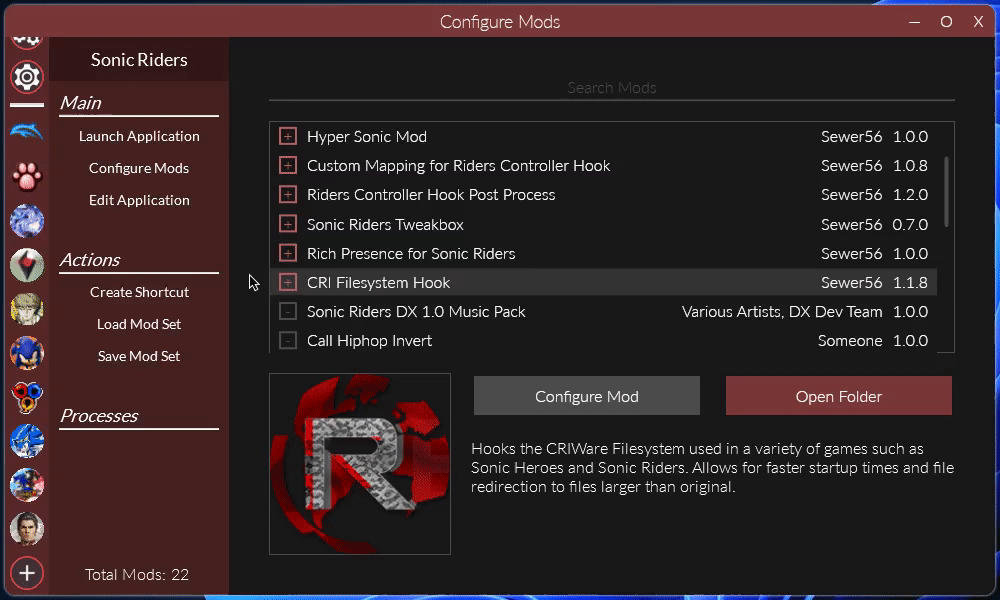 Configure Mods
Sonic Riders
Main
Launch Application
Configure Mods
Edit Application
Actions
Create Shortcut
Load Mod Set
Save Mod Set
Processes
Total Mods: 22
Search Mods
Hyper Sonic Mod Sewer56 1.0.0
Custom Mapping for Riders Controller Hook Sewer56 1.0.8
Riders Controller Hook Post Process Sewer56 1.2.0
Sonic Riders Tweakbox Sewer56 0.7.0
Rich Presence for Sonic Riders Sewer56 1.0.0
CRI Filesystem Hook Sewer56 1.1.8
Sonic Riders DX 1.0 Music Pack Various Artists, DX Dev Team 1.0.0
Call Hiphop Invert Someone 1.0.0
R
Configure Mod
Open Folder
Hooks the CRIWare Filesystem used in a variety of games such as
Sonic Heroes and Sonic Riders. Allows for faster startup times and file
redirection to files larger than original.